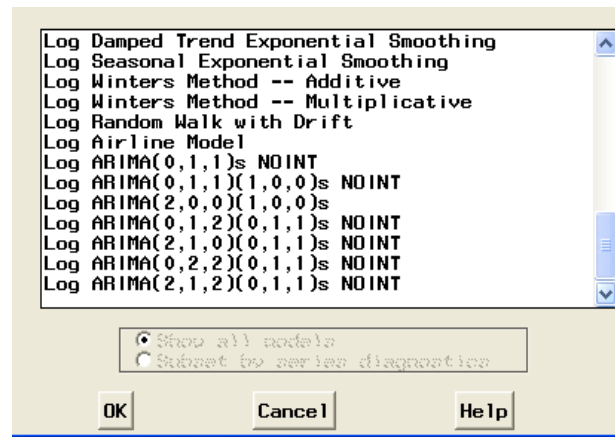 Log Damped Trend Exponential Smoothing
Log Seasonal Exponential Smoothing
Log Winters Method -- Additive
Log Winters Method -- Multiplicative
Log Random Walk with Drift
Log Airline Model
Log ARIMA(0,1,1)s NOINT
Log ARIMA(0,1,1)(1,0,0)s NOINT
Log ARIMA(2,0,0)(1,0,0)s
Log ARIMA(0,1,2)(0,1,1)s NOINT
Log ARIMA(2,1,0)(0,1,1)s NOINT
Log ARIMA(0,2,2)(0,1,1)s NOINT
Log ARIMA(2,1,2)(0,1,1)s NOINT
Show all models
Subset by series diagnostics
OK Cancel Help